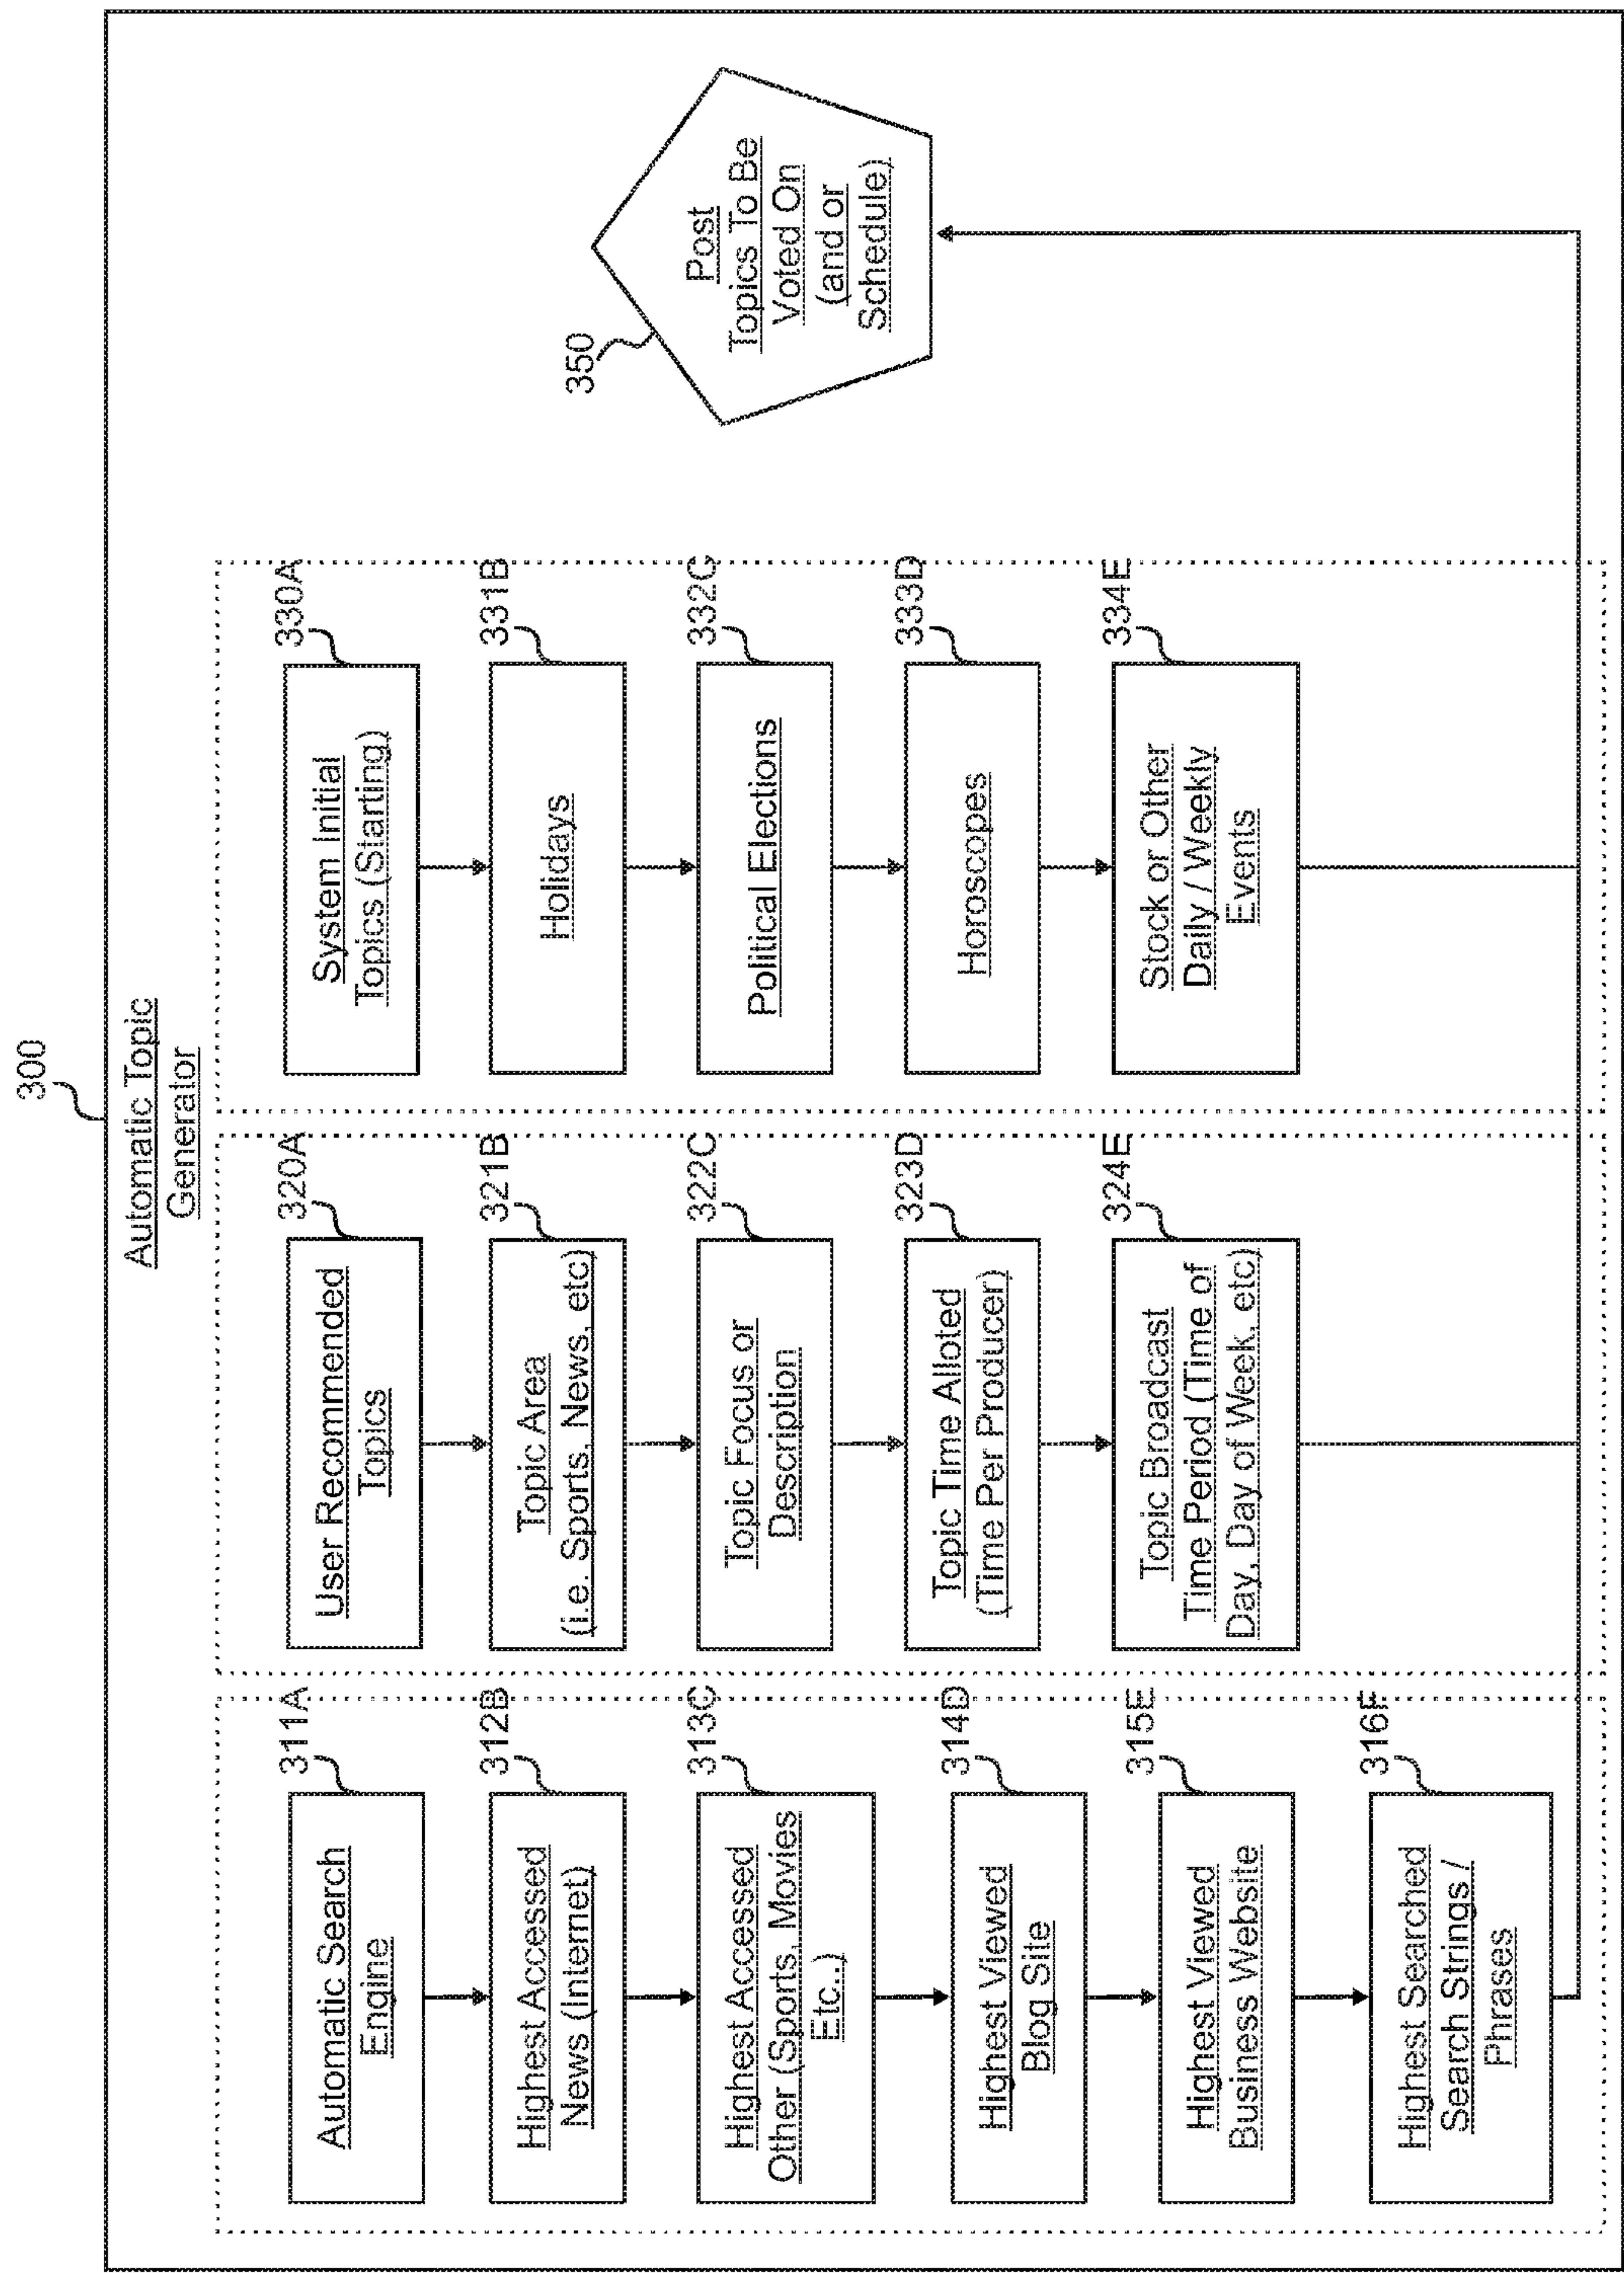 300
Automatic Topic
Generator
311A
Automatic Search
Engine
312B
Highest Accessed
News (Internet)
313C
Highest Accessed
Other (Sports, Movies
Etc..)
314D
Highest Viewed
Blog Site
315E
Highest Viewed
Business Website
316F
Highest Searched
Search Strings /
Phrases
320A
User Recommended
Topics
321B
Topic Area
(i.e. Sports, News, etc)
322C
Topic Focus or
Description
323D
Topic Time Alloted
(Time Per Producer)
324E
Topic Broadcast
Time Period (Time of
Day, Day of Week, etc)
330A
System Initial
Topics (Starting)
331B
Holidays
332C
Political Elections
333D
Horoscopes
334E
Stock or Other
Daily / Weekly
Events
350
Post
Topics To Be
Voted On
(and or
Schedule)